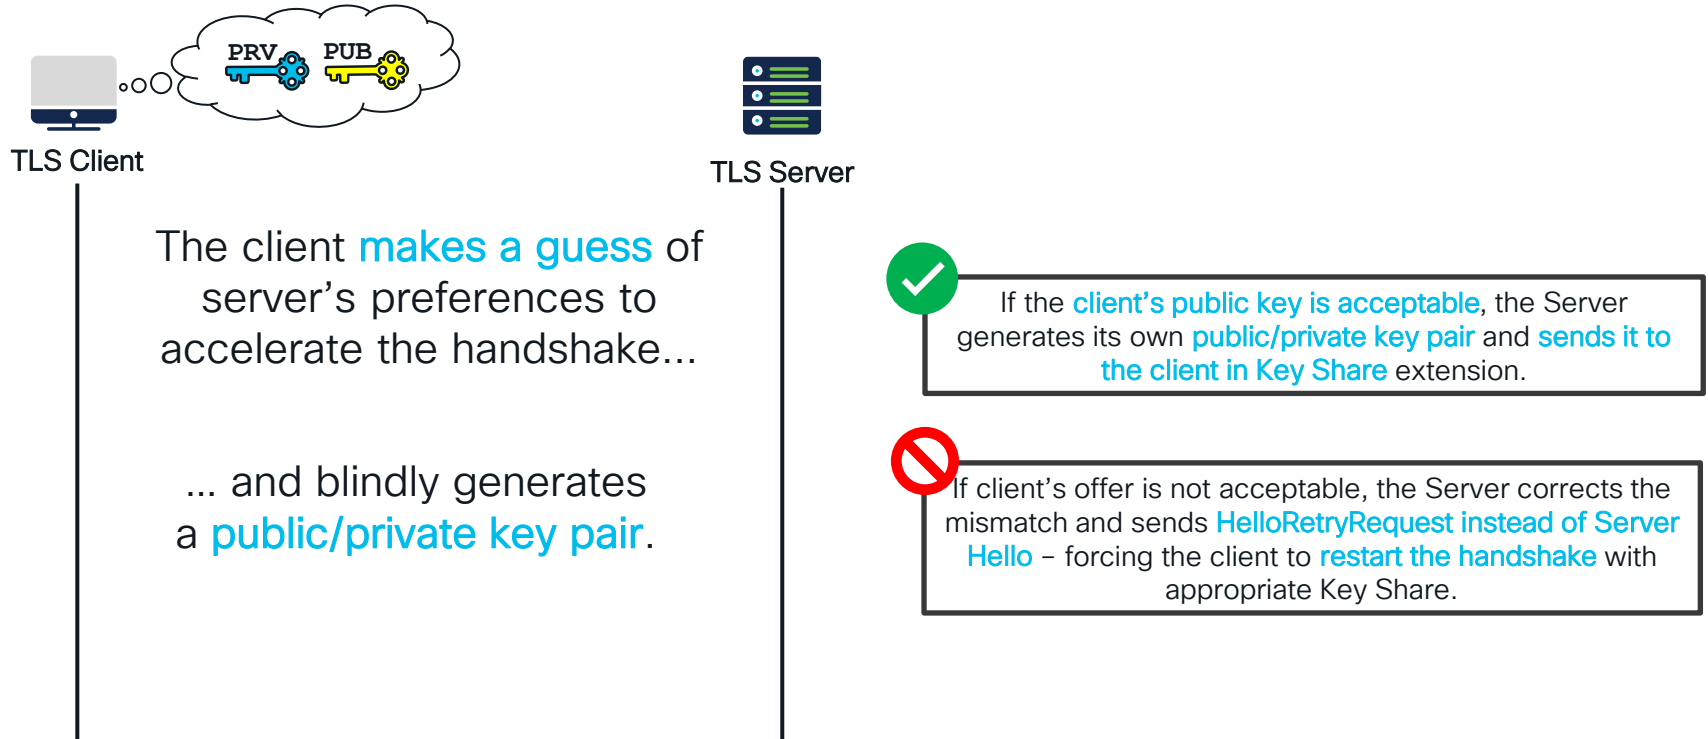 PRV PUB
TLS Client
TLS Server
The client makes a guess of
server’s preferences to
accelerate the handshake...
... and blindly generates
a public/private key pair.
If the client’s public key is acceptable, the Server
generates its own public/private key pair and sends it to
the client in Key Share extension.
If client’s offer is not acceptable, the Server corrects the
mismatch and sends HelloRetryRequest instead of Server
Hello – forcing the client to restart the handshake with
appropriate Key Share.